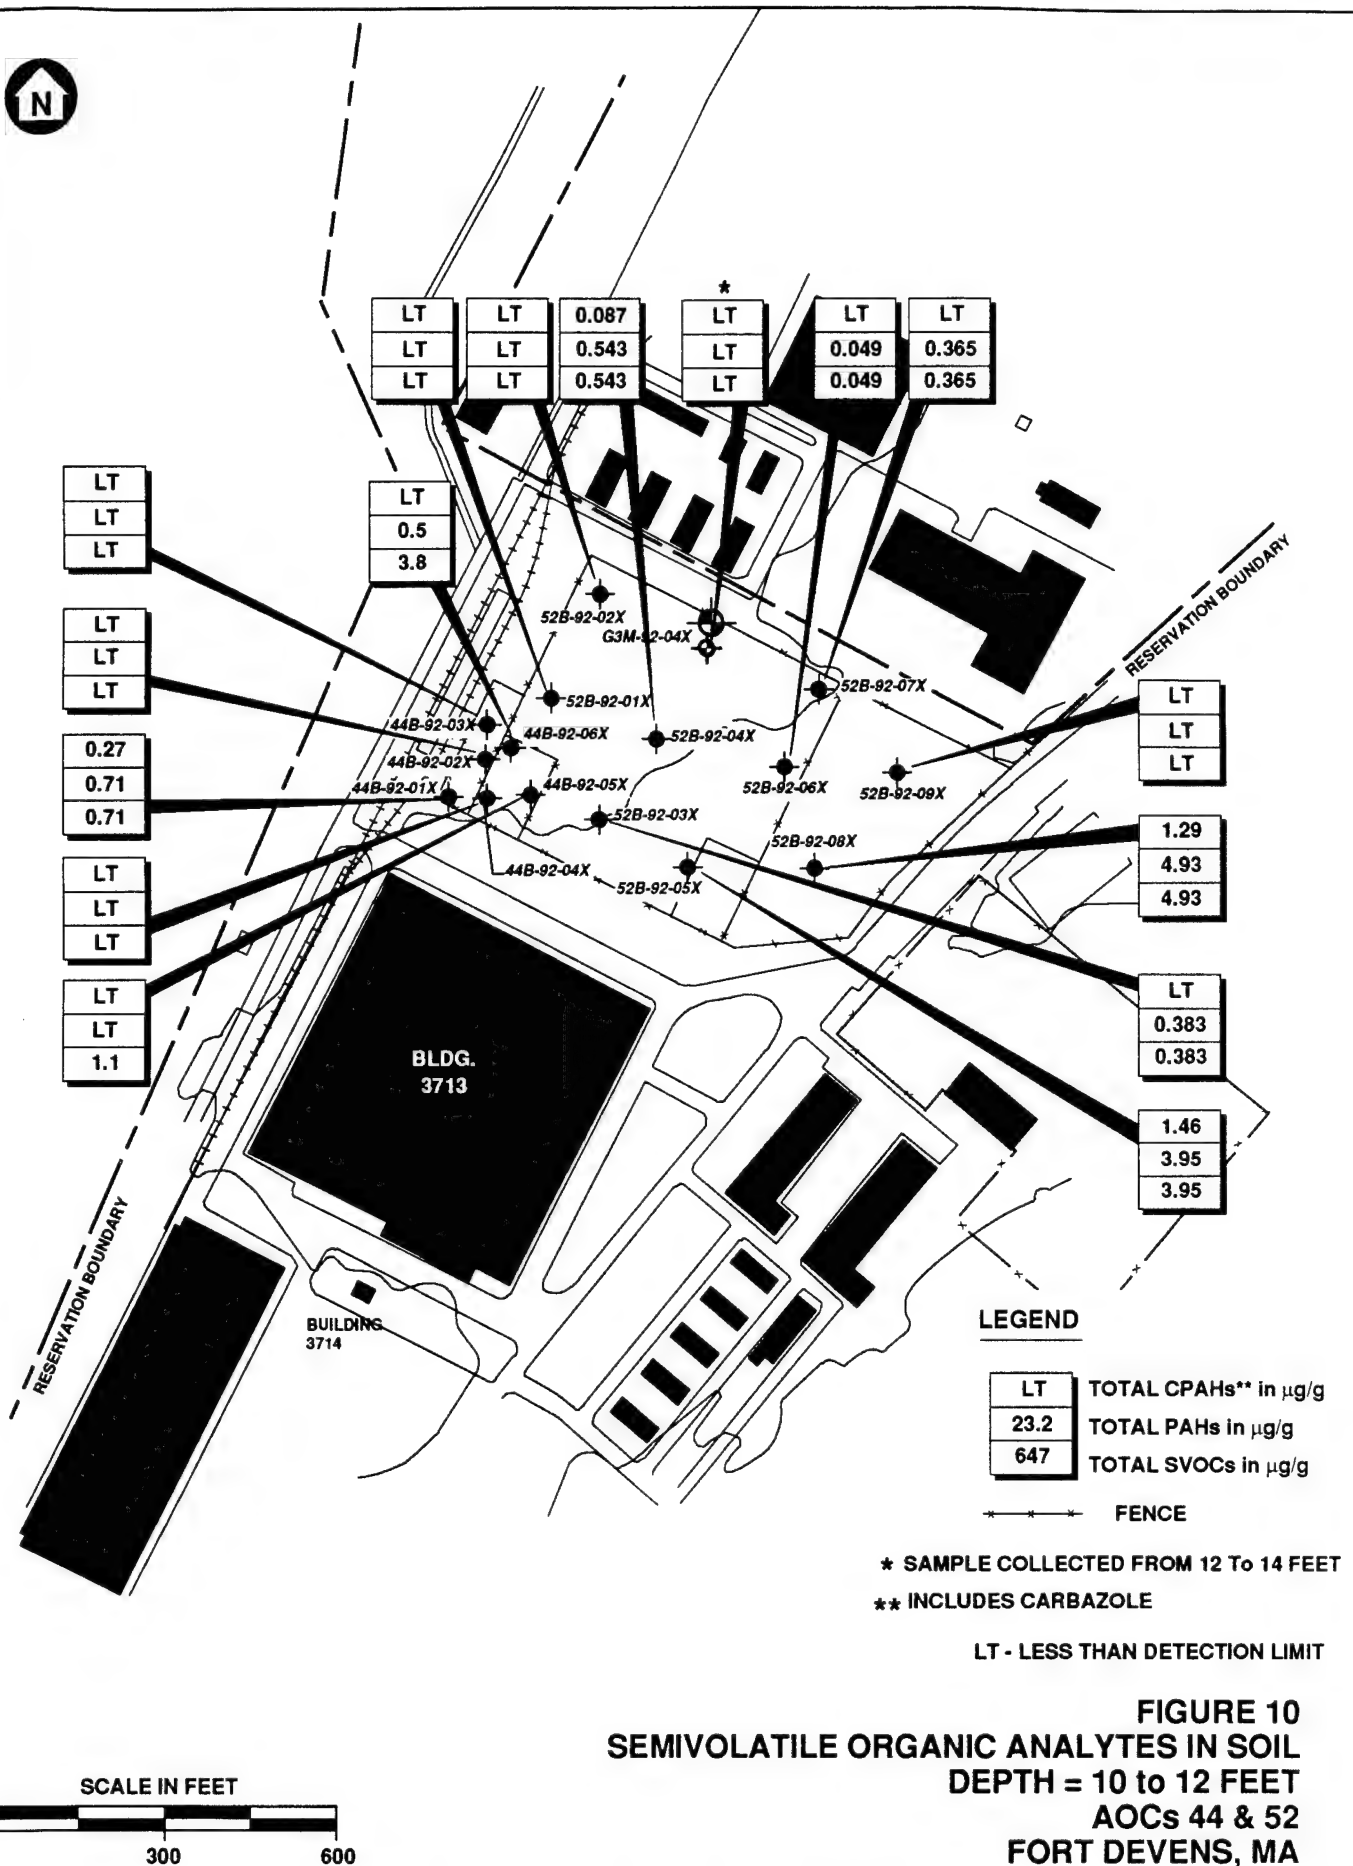 N
*
LT
LT
LT
LT
LT
LT
0.087
0.543
0.543
LT
LT
LT
LT
0.049
0.049
LT
0.365
0.365
LT
LT
LT
LT
0.5
3.8
LT
LT
LT
0.27
0.71
0.71
LT
LT
LT
LT
LT
1.1
52B-92-02X
G3M-92-04X
52B-92-07X
52B-92-01X
44B-92-03X
44B-92-06X
52B-92-04X
44B-92-02X
44B-92-01X
44B-92-05X
52B-92-06X
52B-92-09X
52B-92-03X
52B-92-08X
44B-92-04X
52B-92-05X
RESERVATION BOUNDARY
LT
LT
LT
1.29
4.93
4.93
LT
0.383
0.383
1.46
3.95
3.95
BLDG.
3713
BUILDING
3714
RESERVATION BOUNDARY
LEGEND
LT TOTAL CPAHs** in µg/g
23.2 TOTAL PAHs in µg/g
647 TOTAL SVOCs in µg/g
FENCE
* SAMPLE COLLECTED FROM 12 To 14 FEET
** INCLUDES CARBAZOLE
LT - LESS THAN DETECTION LIMIT
FIGURE 10
SEMIVOLATILE ORGANIC ANALYTES IN SOIL
DEPTH = 10 to 12 FEET
AOCs 44 & 52
FORT DEVENS, MA
SCALE IN FEET
300 600